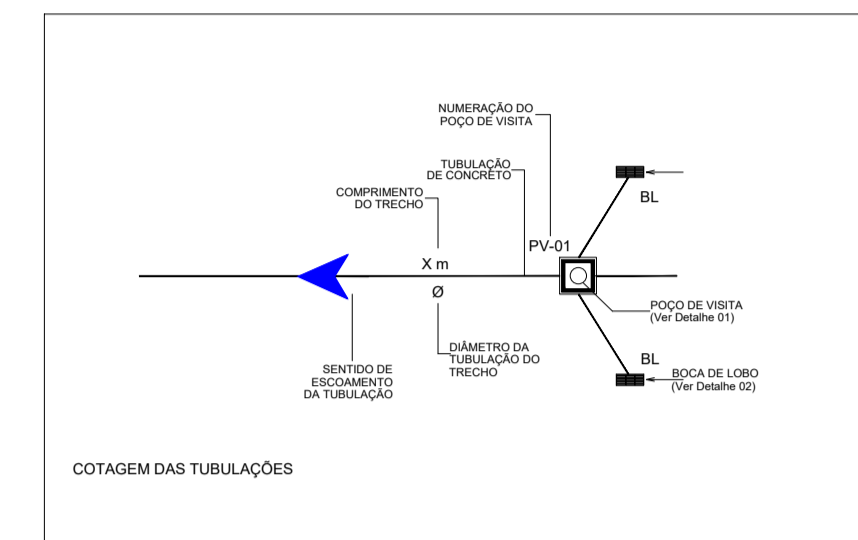 NUMERAÇÃO DO
POÇO DE VISITA
TUBULAÇÃO
DE CONCRETO
COMPRIMENTO
DO TRECHO
BL
PV-01
X m
Ø
POÇO DE VISITA
(Ver Detalhe 01)
DIÂMETRO DA
TUBULAÇÃO DO
TRECHO
SENTIDO DE
ESCOAMENTO
DA TUBULAÇÃO
BL
BOCA DE LOBO
(Ver Detalhe 02)
COTAGEM DAS TUBULAÇÕES